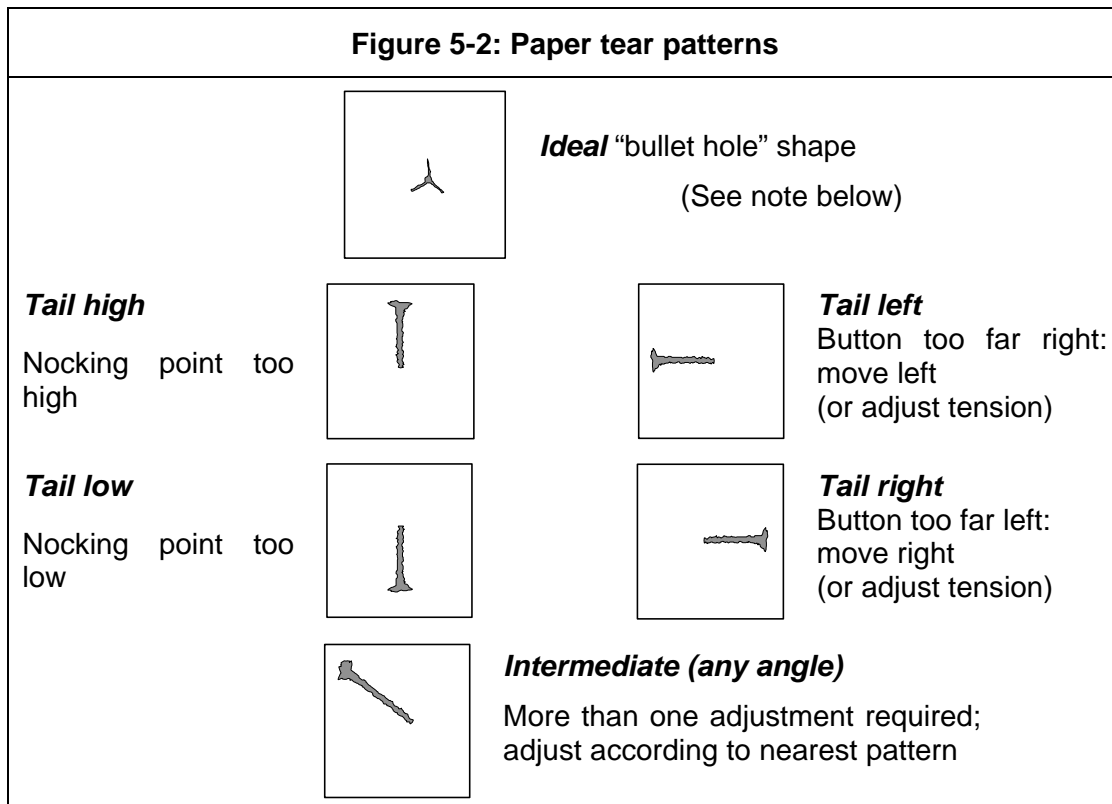 Figure 5-2: Paper tear patterns
Ideal “bullet hole” shape
(See note below)
Tail high
Nocking point too
high
Tail left
Button too far right:
move left
(or adjust tension)
Tail low
Nocking point too
low
Tail right
Button too far left:
move right
(or adjust tension)
Intermediate (any angle)
More than one adjustment required;
adjust according to nearest pattern